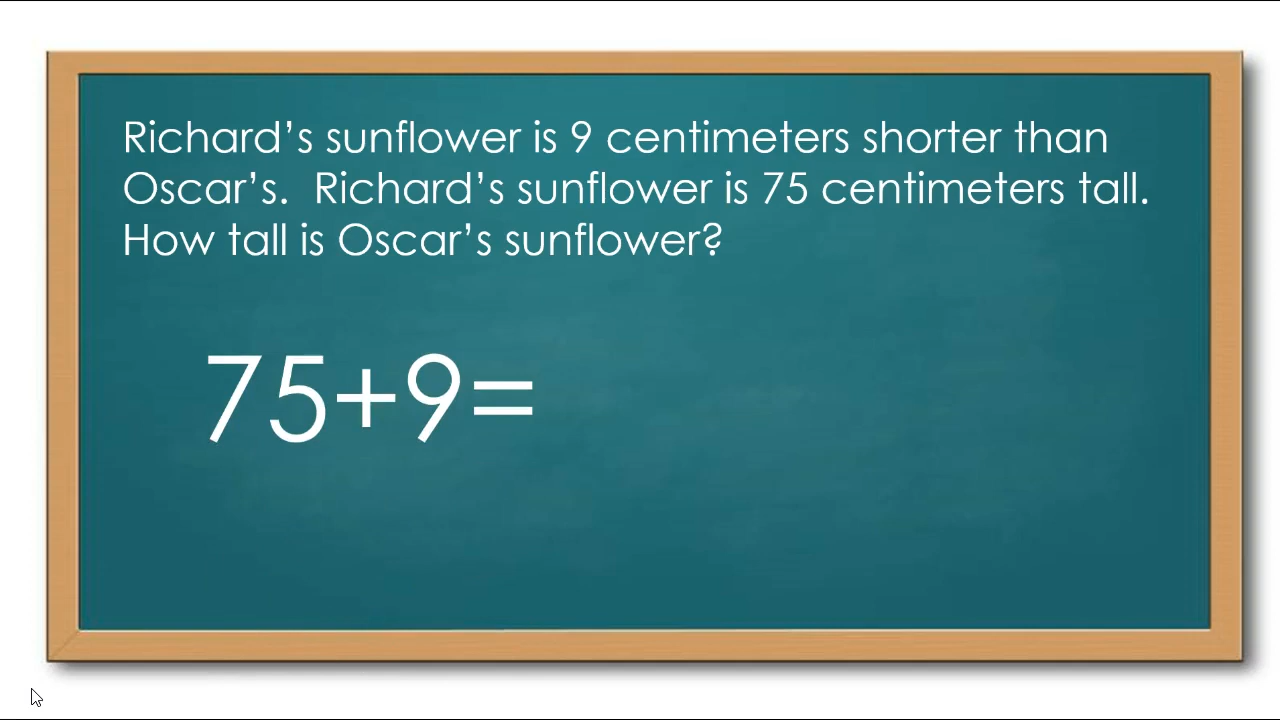 Richard’s sunflower is 9 centimeters shorter than
Oscar’s.  Richard’s sunflower is 75 centimeters tall.
How tall is Oscar’s sunflower?
75+9=